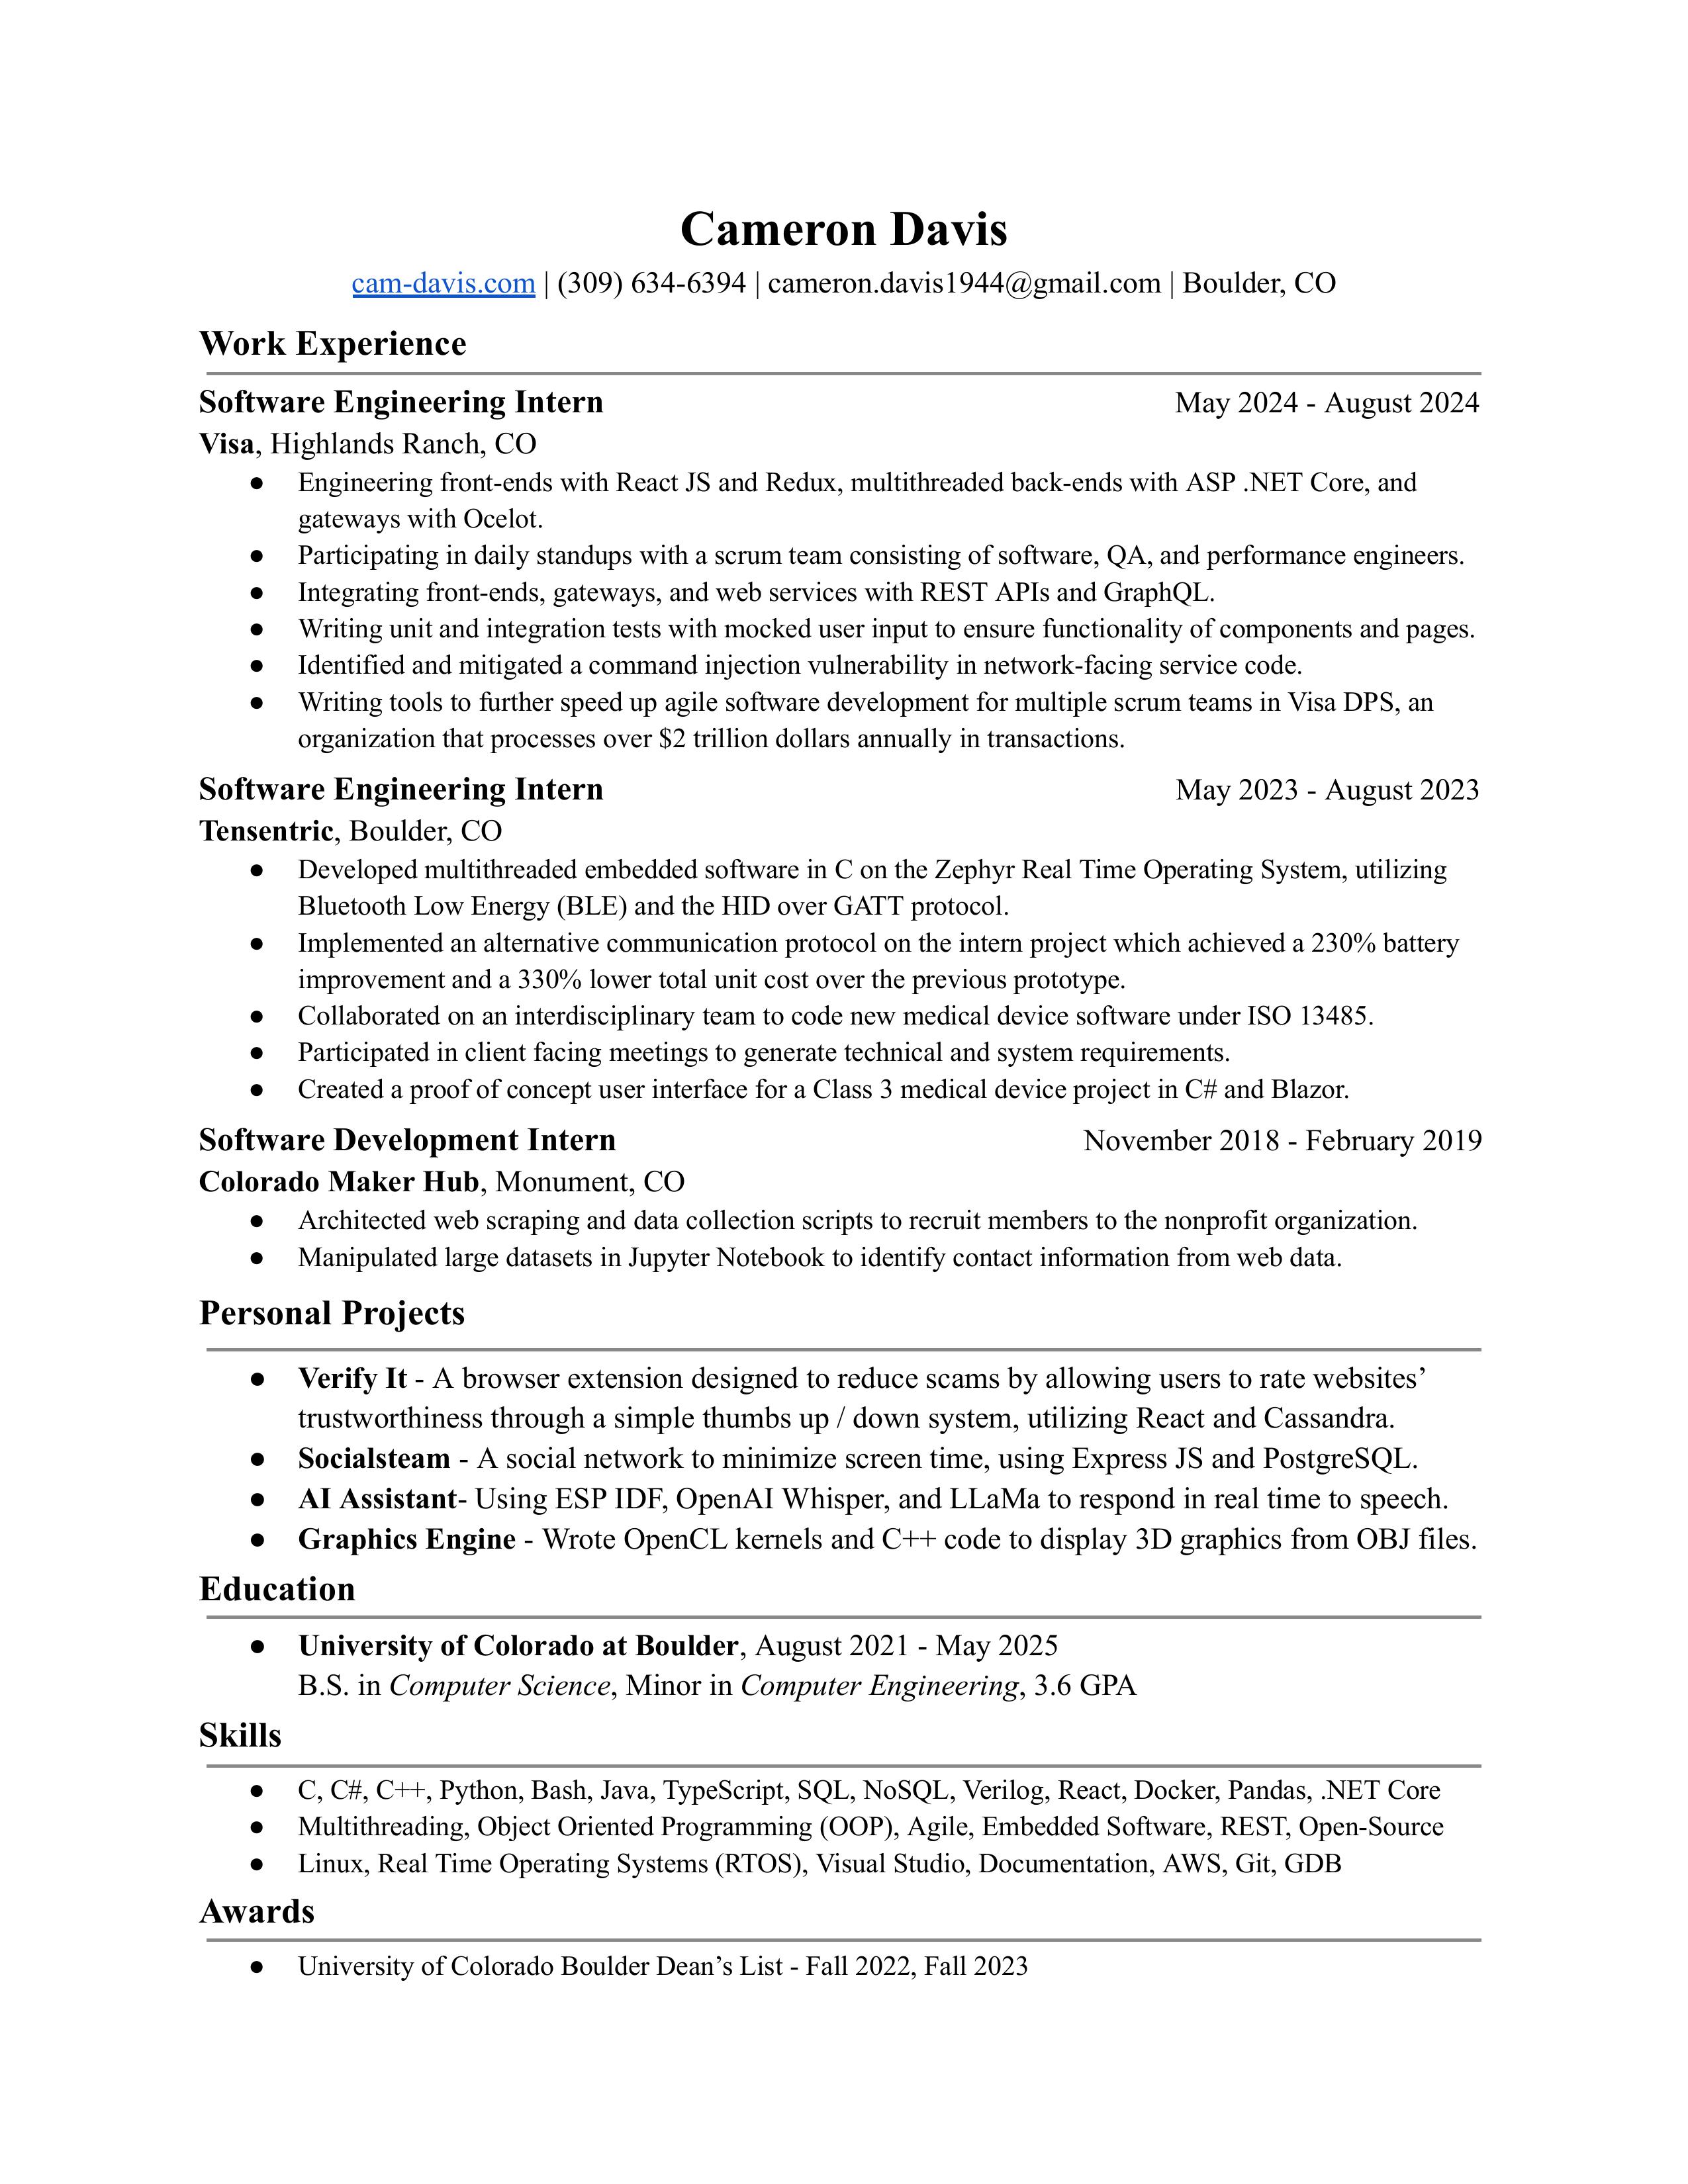 Cameron Davis
cam-davis.com | (309) 634-6394 | cameron.davis1944@gmail.com | Boulder, CO
Work Experience
Software Engineering Intern May 2024 - August 2024
Visa, Highlands Ranch, CO
● Engineering front-ends with React JS and Redux, multithreaded back-ends with ASP .NET Core, and
gateways with Ocelot.
● Participating in daily standups with a scrum team consisting of software, QA, and performance engineers.
● Integrating front-ends, gateways, and web services with REST APIs and GraphQL.
● Writing unit and integration tests with mocked user input to ensure functionality of components and pages.
● Identified and mitigated a command injection vulnerability in network-facing service code.
● Writing tools to further speed up agile software development for multiple scrum teams in Visa DPS, an
organization that processes over $2 trillion dollars annually in transactions.
Software Engineering Intern May 2023 - August 2023
Tensentric, Boulder, CO
● Developed multithreaded embedded software in C on the Zephyr Real Time Operating System, utilizing
Bluetooth Low Energy (BLE) and the HID over GATT protocol.
● Implemented an alternative communication protocol on the intern project which achieved a 230% battery
improvement and a 330% lower total unit cost over the previous prototype.
● Collaborated on an interdisciplinary team to code new medical device software under ISO 13485.
● Participated in client facing meetings to generate technical and system requirements.
● Created a proof of concept user interface for a Class 3 medical device project in C# and Blazor.
Software Development Intern November 2018 - February 2019
Colorado Maker Hub, Monument, CO
● Architected web scraping and data collection scripts to recruit members to the nonprofit organization.
● Manipulated large datasets in Jupyter Notebook to identify contact information from web data.
Personal Projects
● Verify It - A browser extension designed to reduce scams by allowing users to rate websites’
trustworthiness through a simple thumbs up / down system, utilizing React and Cassandra.
● Socialsteam - A social network to minimize screen time, using Express JS and PostgreSQL.
● AI Assistant- Using ESP IDF, OpenAI Whisper, and LLaMa to respond in real time to speech.
● Graphics Engine - Wrote OpenCL kernels and C++ code to display 3D graphics from OBJ files.
Education
● University of Colorado at Boulder, August 2021 - May 2025
B.S. in Computer Science, Minor in Computer Engineering, 3.6 GPA
Skills
● C, C#, C++, Python, Bash, Java, TypeScript, SQL, NoSQL, Verilog, React, Docker, Pandas, .NET Core
● Multithreading, Object Oriented Programming (OOP), Agile, Embedded Software, REST, Open-Source
● Linux, Real Time Operating Systems (RTOS), Visual Studio, Documentation, AWS, Git, GDB
Awards
● University of Colorado Boulder Dean’s List - Fall 2022, Fall 2023